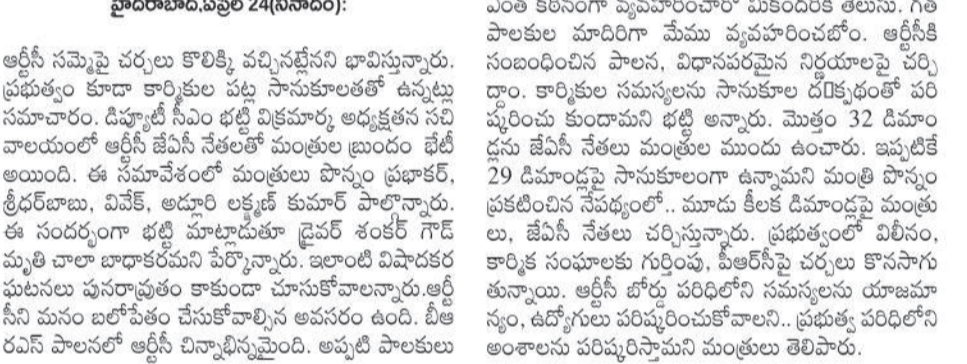 హైదరాబాద్,ఏప్రిల్ 24(నినాదం):
ఆర్టీసీ సమ్మెపై చర్చలు కొలిక్కి వచ్చినట్లేనని భావిస్తున్నారు.
ప్రభుత్వం కూడా కార్మికుల పట్ల సానుకూలతతో ఉన్నట్లు
సమాచారం. డిప్యూటీ సీఎం భట్టి విక్రమార్క అధ్యక్షతన సచి
వాలయంలో ఆర్టీసీ జేఏసీ నేతలతో మంత్రుల బ్రుందం భేటీ
అయింది. ఈ సమావేశంలో మంత్రులు పొన్నం ప్రభాకర్,
శ్రీధర్‌బాబు, వివేక్, అడ్లూరి లక్ష్మణ్ కుమార్ పాల్గొన్నారు.
ఈ సందర్భంగా భట్టి మాట్లాడుతూ డ్రైవర్ శంకర్ గౌడ్
మృతి చాలా బాధాకరమని పేర్కొన్నారు. ఇలాంటి విషాదకర
ఘటనలు పునరావ్రుతం కాకుండా చూసుకోవాలన్నారు.ఆర్టీ
సీని మనం బలోపేతం చేసుకోవాల్సిన అవసరం ఉంది. బీఆ
రఎస్ పాలనలో ఆర్టీసీ చిన్నాభిన్నమైంది. అప్పటి పాలకులు
ఎంత కఠినంగా వ్యవహరించారో మీకందరికి తెలుసు. గత
పాలకుల మాదిరిగా మేము వ్యవహరించబోం. ఆర్టీసీకి
సంబంధించిన పాలన, విధానపరమైన నిర్ణయాలపై చర్చి
ద్దాం. కార్మికుల సమస్యలను సానుకూల ద▯క్పథంతో పరి
ష్కరించు కుందామని భట్టి అన్నారు. మొత్తం 32 డిమాం
డ్లను జేఏసీ నేతలు మంత్రుల ముందు ఉంచారు. ఇప్పటికే
29 డిమాండ్లపై సానుకూలంగా ఉన్నామని మంత్రి పొన్నం
ప్రకటించిన నేపథ్యంలో.. మూడు కీలక డిమాండ్లపై మంత్రు
లు, జేఏసీ నేతలు చర్చిస్తున్నారు. ప్రభుత్వంలో విలీనం,
కార్మిక సంఘాలకు గుర్తింపు, పీఆర్‌సీపై చర్చలు కొనసాగు
తున్నాయి. ఆర్టీసీ బోర్డు పరిధిలోని సమస్యలను యాజమా
న్యం, ఉద్యోగులు పరిష్కరించుకోవాలని.. ప్రభుత్వ పరిధిలోని
అంశాలను పరిష్కరిస్తామని మంత్రులు తెలిపారు.